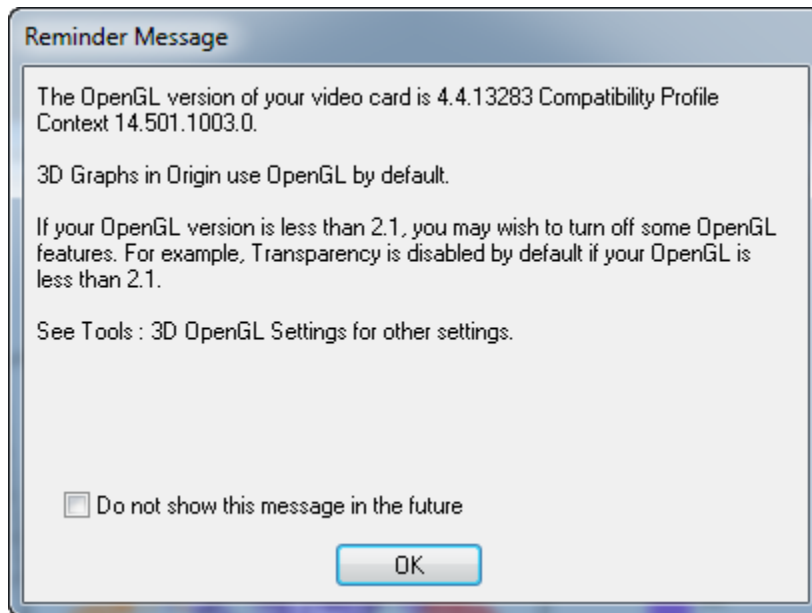 Reminder Message
The OpenGL version of your video card is 4.4.13283 Compatibility Profile
Context 14.501.1003.0.
3D Graphs in Origin use OpenGL by default.
If your OpenGL version is less than 2.1, you may wish to turn off some OpenGL
features. For example, Transparency is disabled by default if your OpenGL is
less than 2.1.
See Tools : 3D OpenGL Settings for other settings.
Do not show this message in the future
OK